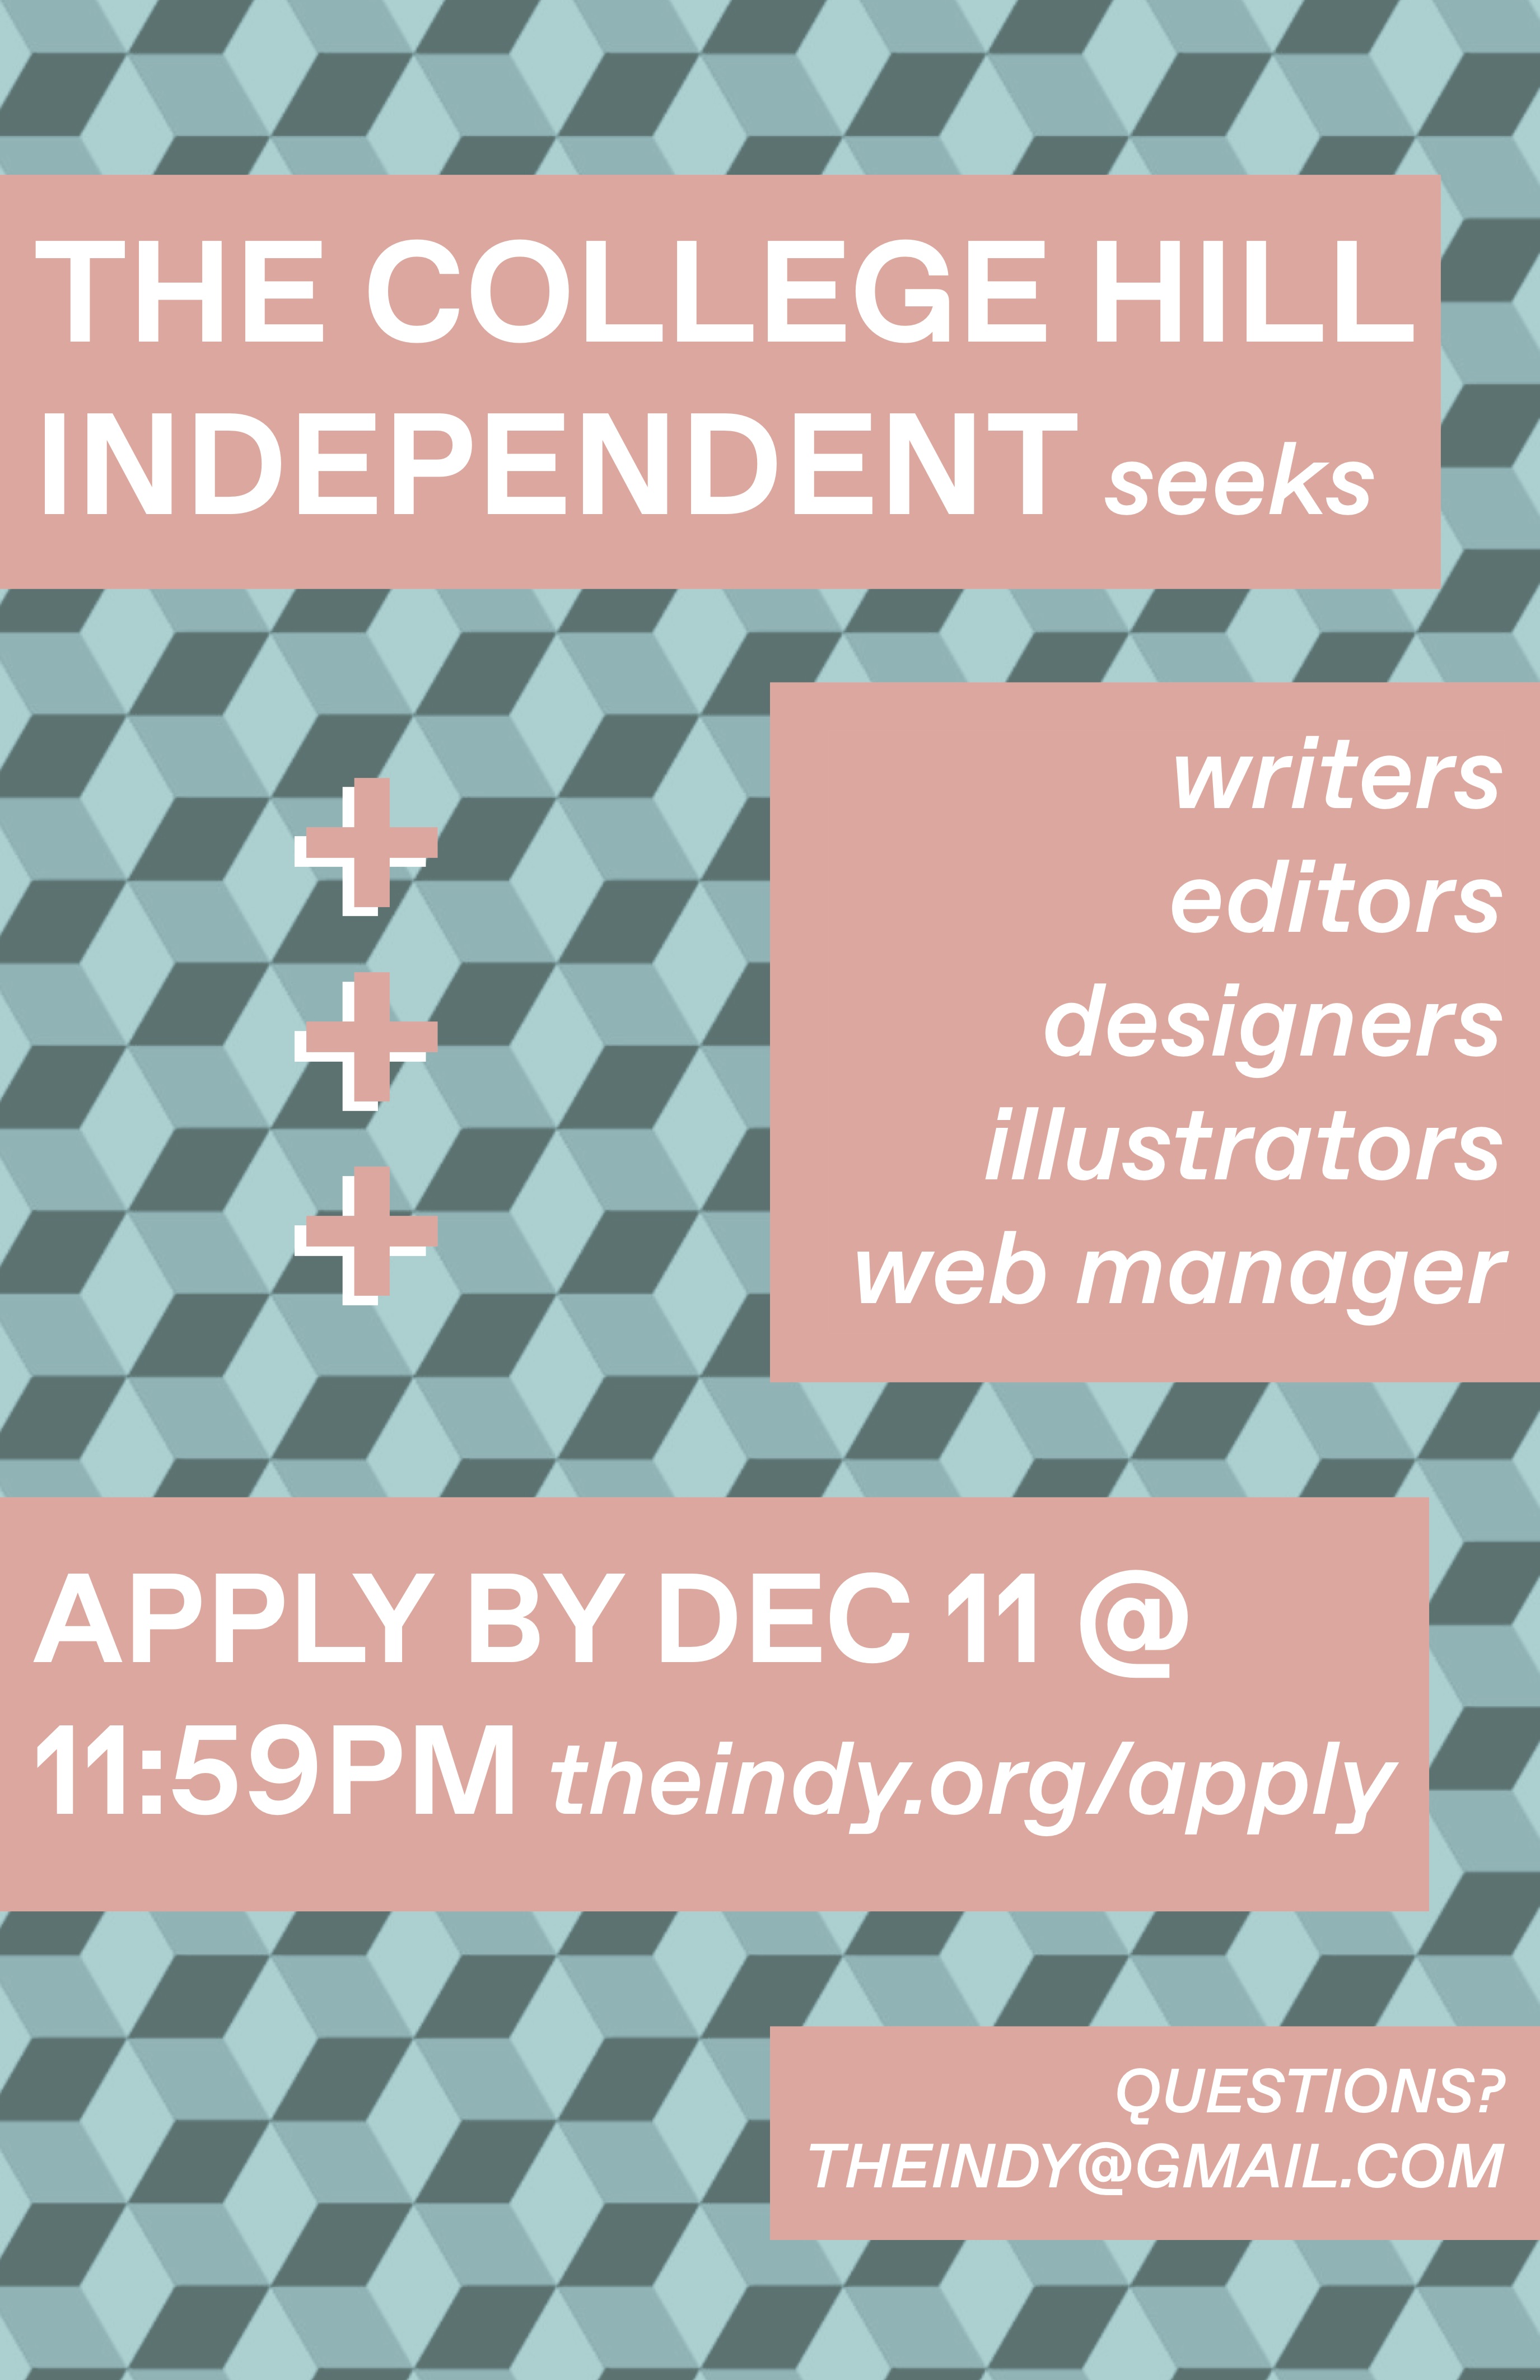 THE COLLEGE HILL
INDEPENDENT seeks
writers
editors
designers
illustrators
web manager
APPLY BY DEC 11 @
11:59PM theindy.org/apply
QUESTIONS?
THEINDY@GMAIL.COM